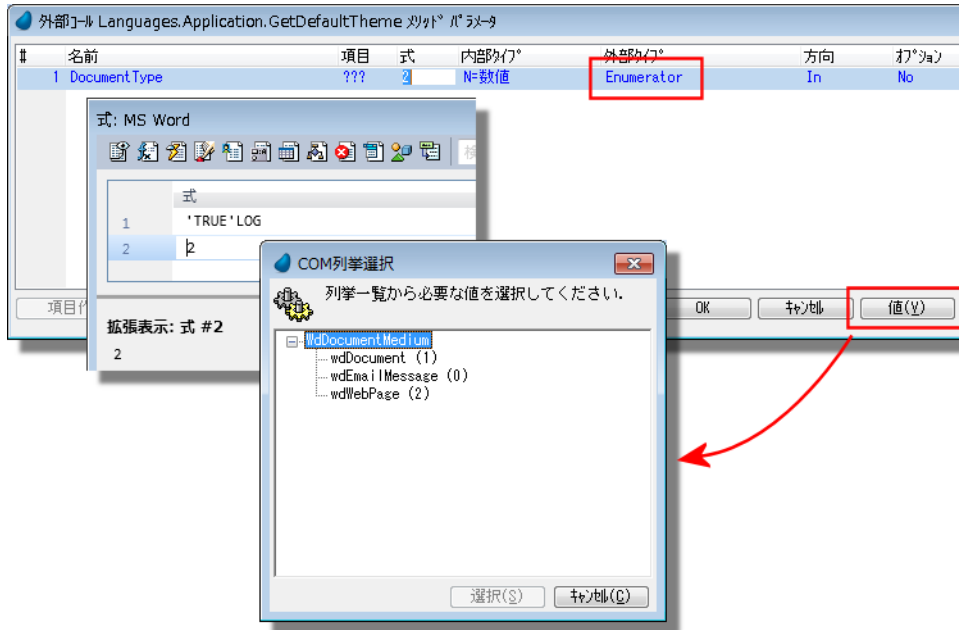 外部ｺｰﾙ Languages.Application.GetDefaultTheme ﾒｿｯﾄﾞ ﾊﾟﾗﾒｰﾀ
# 名前 項目 式 内部ﾀｲﾌﾟ 外部ﾀｲﾌﾟ 方向 ｵﾌﾟｼｮﾝ
1 DocumentType ??? 2 N=数値 Enumerator In No
式: MS Word
式
1 'TRUE'LOG
2 2
拡張表示: 式 #2
2
COM列挙選択
列挙一覧から必要な値を選択してください.
WdDocumentMedium
wdDocument (1)
wdEmailMessage (0)
wdWebPage (2)
選択(S) ｷｬﾝｾﾙ(C)
項目 OK ｷｬﾝｾﾙ 値(V)